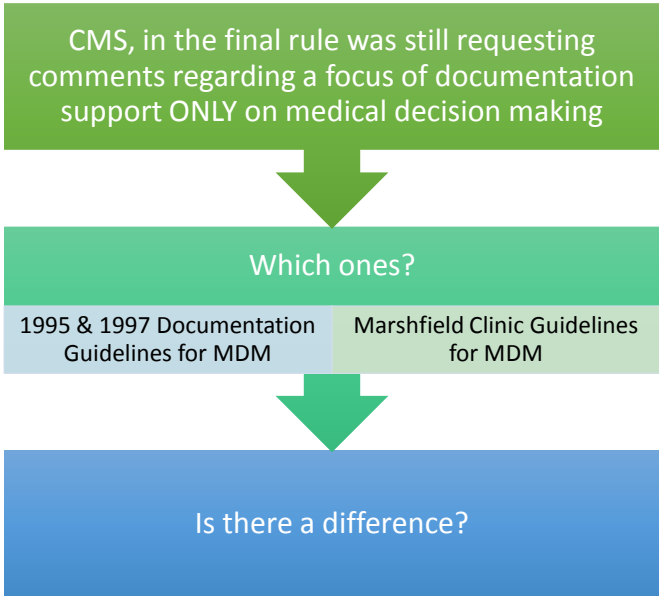 CMS, in the final rule was still requesting
comments regarding a focus of documentation
support ONLY on medical decision making
Which ones?
1995 & 1997 Documentation
Guidelines for MDM
Marshfield Clinic Guidelines
for MDM
Is there a difference?